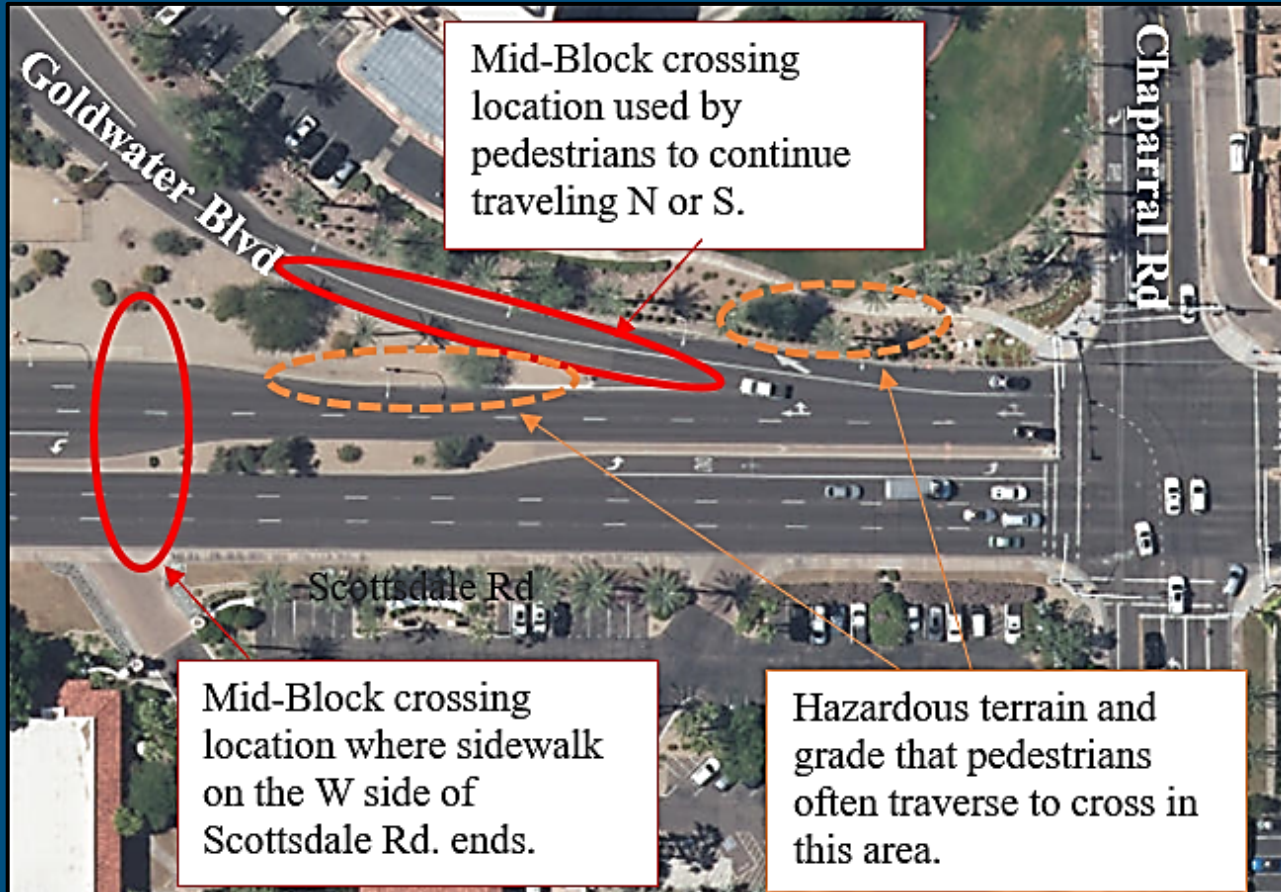 Goldwater Blvd
Mid-Block crossing
location used by
pedestrians to continue
traveling N or S.
Chaparral Rd
Scottsdale Rd
Mid-Block crossing
location where sidewalk
on the W side of
Scottsdale Rd. ends.
Hazardous terrain and
grade that pedestrians
often traverse to cross in
this area.